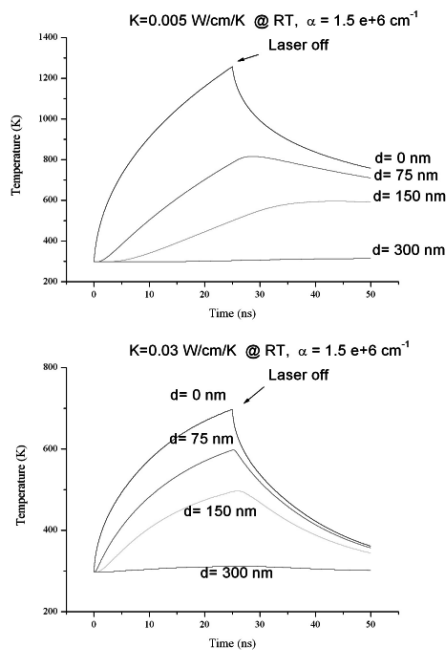 K=0.005 W/cm/K @ RT, α = 1.5 e+6 cm⁻¹
Laser off
1400
1200
1000
800
600
400
200
Temperature (K)
d= 0 nm
d= 75 nm
d= 150 nm
d= 300 nm
0 10 20 30 40 50
Time (ns)
K=0.03 W/cm/K @ RT, α = 1.5 e+6 cm⁻¹
Laser off
800
600
400
200
Temperature (K)
d= 0 nm
d= 75 nm
d= 150 nm
d= 300 nm
0 10 20 30 40 50
Time (ns)